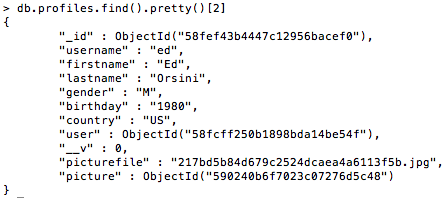 > db.profiles.find().pretty()[2]
{
        "_id" : ObjectId("58fef43b4447c12956bacef0"),
        "username" : "ed",
        "firstname" : "Ed",
        "lastname" : "Orsini",
        "gender" : "M",
        "birthday" : "1980",
        "country" : "US",
        "user" : ObjectId("58fcff250b1898bda14be54f"),
        "__v" : 0,
        "picturefile" : "217bd5b84d679c2524dcaea4a6113f5b.jpg",
        "picture" : ObjectId("590240b6f7023c07276d5c48")
} _